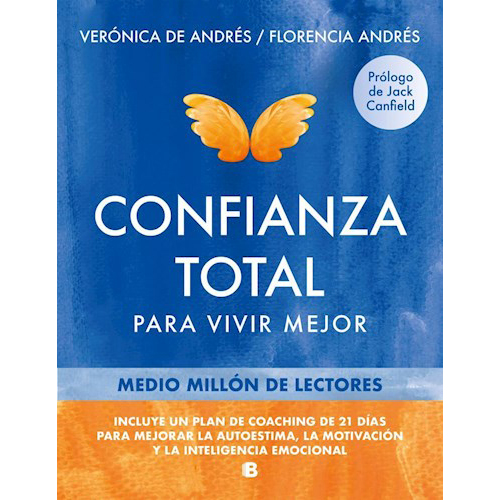 VERÓNICA DE ANDRÉS / FLORENCIA ANDRÉS
Prólogo
de Jack
Canfield
CONFIANZA
TOTAL
PARA VIVIR MEJOR
MEDIO MILLÓN DE LECTORES
INCLUYE UN PLAN DE COACHING DE 21 DÍAS
PARA MEJORAR LA AUTOESTIMA, LA MOTIVACIÓN
Y LA INTELIGENCIA EMOCIONAL
B